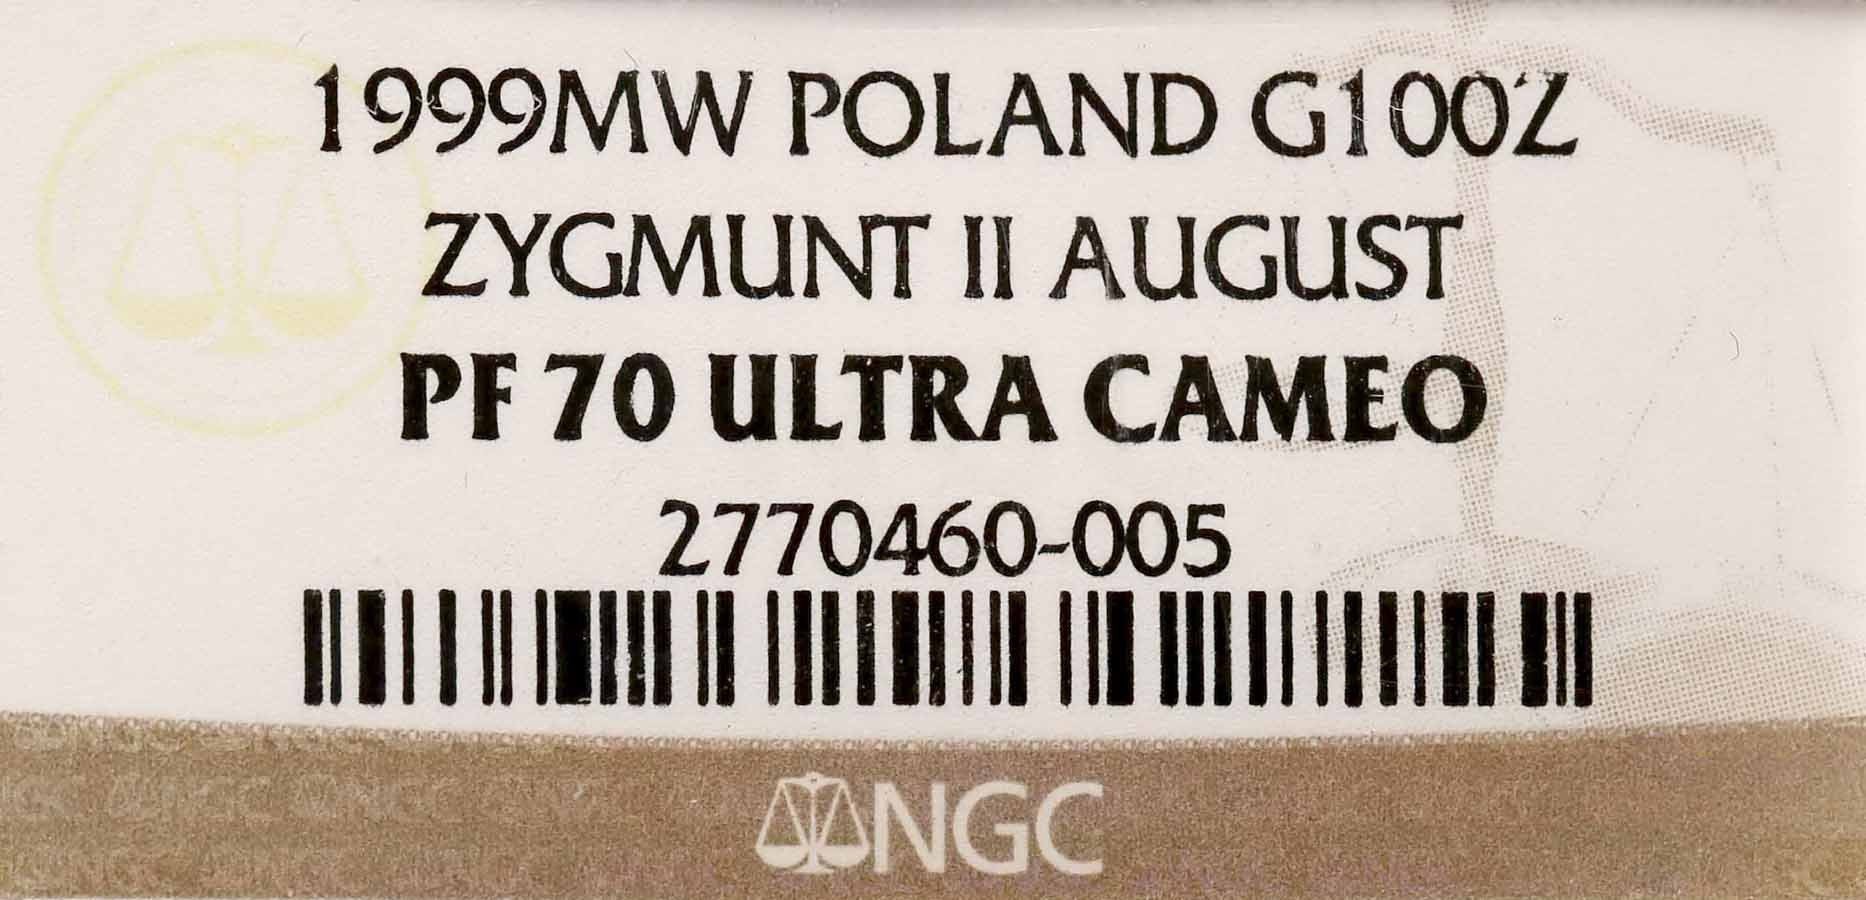 1999MW POLAND G100Z
ZYGMUNT II AUGUST
PF 70 ULTRA CAMEO
2770460-005
NGC